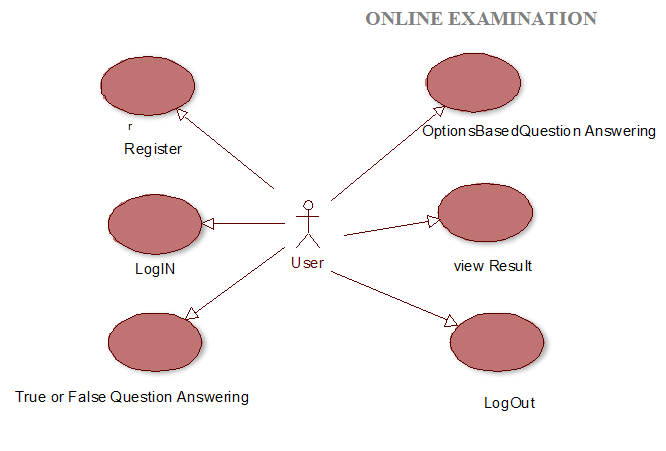 ONLINE EXAMINATION
r
Register
OptionsBasedQuestion Answering
LogIN
User
view Result
True or False Question Answering
LogOut